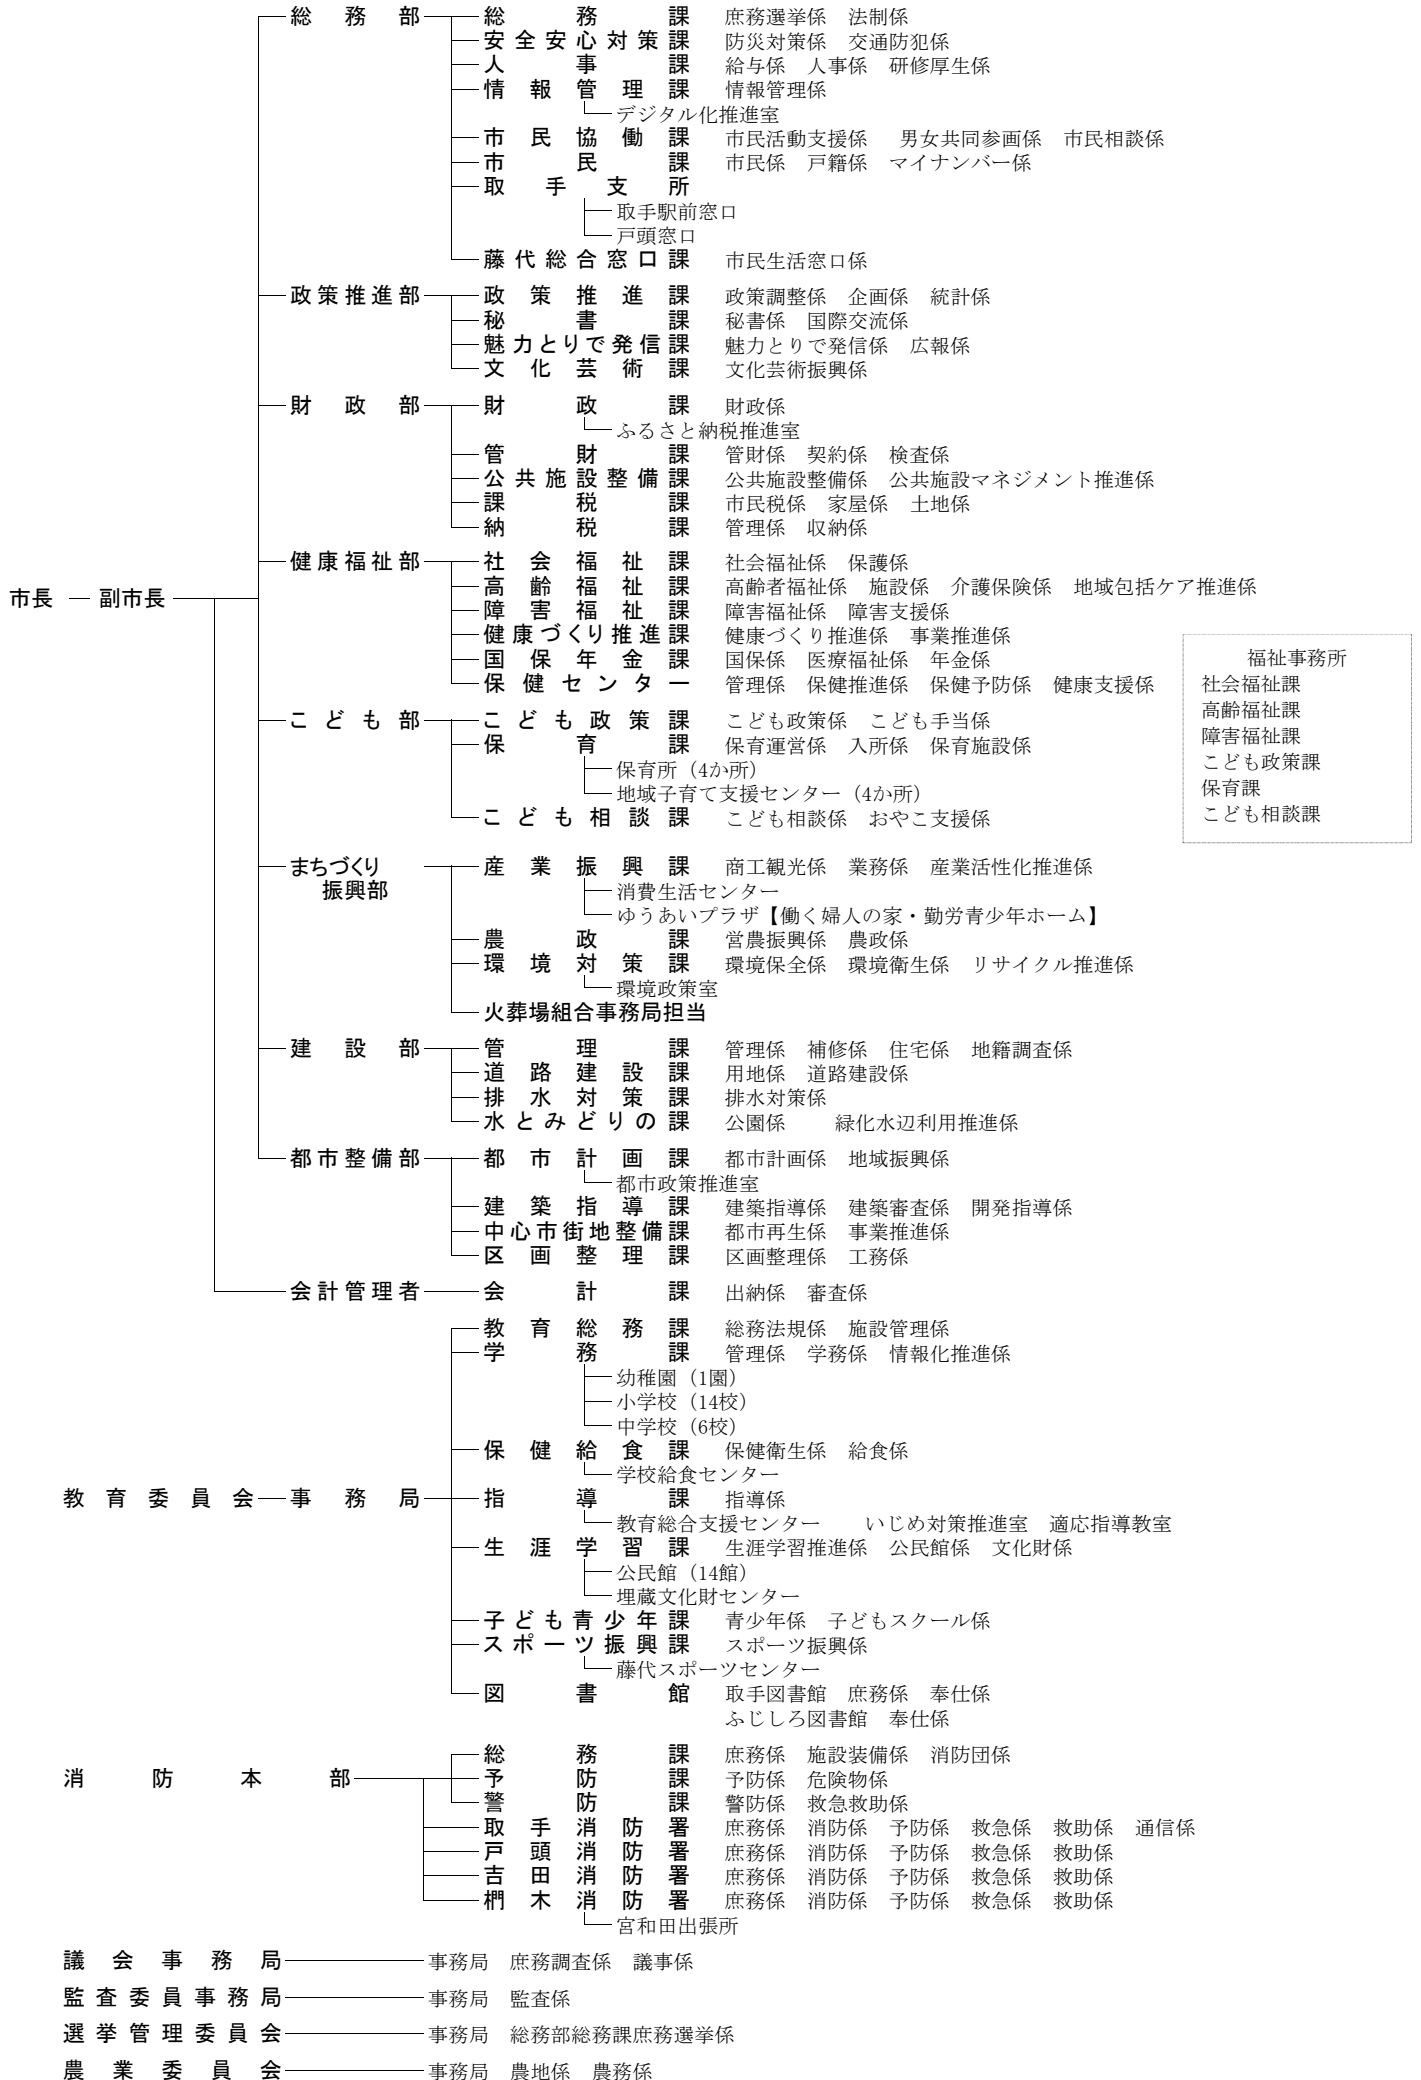 総務部 総務課 庶務選挙係 法制係
安全安心対策課 防災対策係 交通防犯係
人事課 給与係 人事係 研修厚生係
情報管理課 情報管理係
デジタル化推進室
市民協働課 市民活動支援係 男女共同参画係 市民相談係
市民課 市民係 戸籍係 マイナンバー係
取手支所
取手駅前窓口
戸頭窓口
藤代総合窓口課 市民生活窓口係
政策推進部 政策推進課 政策調整係 企画係 統計係
秘書課 秘書係 国際交流係
魅力とりで発信課 魅力とりで発信係 広報係
文化芸術課 文化芸術振興係
財政部 財政課 財政係
ふるさと納税推進室
管財課 管財係 契約係 検査係
公共施設整備課 公共施設整備係 公共施設マネジメント推進係
課税課 市民税係 家屋係 土地係
納税課 管理係 収納係
健康福祉部 社会福祉課 社会福祉係 保護係
高齢福祉課 高齢者福祉係 施設係 介護保険係 地域包括ケア推進係
市長 副市長
障害福祉課 障害福祉係 障害支援係
健康づくり推進課 健康づくり推進係 事業推進係
国保年金課 国保係 医療福祉係 年金係
保健センター 管理係 保健推進係 保健予防係 健康支援係
福祉事務所
社会福祉課
高齢福祉課
障害福祉課
こども政策課
保育課
こども相談課
こども部 こども政策課 こども政策係 こども手当係
保育課 保育運営係 入所係 保育施設係
保育所（4か所）
地域子育て支援センター（4か所）
こども相談課 こども相談係 おやこ支援係
まちづくり 産業振興課 商工観光係 業務係 産業活性化推進係
振興部
消費生活センター
ゆうあいプラザ【働く婦人の家・勤労青少年ホーム】
農政課 営農振興係 農政係
環境対策課 環境保全係 環境衛生係 リサイクル推進係
環境政策室
火葬場組合事務局担当
建設部 管理課 管理係 補修係 住宅係 地籍調査係
道路建設課 用地係 道路建設係
排水対策課 排水対策係
水とみどりの課 公園係 緑化水辺利用推進係
都市整備部 都市計画課 都市計画係 地域振興係
都市政策推進室
建築指導課 建築指導係 建築審査係 開発指導係
中心市街地整備課 都市再生係 事業推進係
区画整理課 区画整理係 工務係
会計管理者 会計課 出納係 審査係
教育総務課 総務法規係 施設管理係
学務課 管理係 学務係 情報化推進係
幼稚園（1園）
小学校（14校）
中学校（6校）
保健給食課 保健衛生係 給食係
学校給食センター
教育委員会 事務局 指導課 指導係
教育総合支援センター いじめ対策推進室 適応指導教室
生涯学習課 生涯学習推進係 公民館係 文化財係
公民館（14館）
埋蔵文化財センター
子ども青少年課 青少年係 子どもスクール係
スポーツ振興課 スポーツ振興係
藤代スポーツセンター
図書館 取手図書館 庶務係 奉仕係
ふじしろ図書館 奉仕係
総務課 庶務係 施設装備係 消防団係
消防本部 予防課 予防係 危険物係
警防課 警防係 救急救助係
取手消防署 庶務係 消防係 予防係 救急係 救助係 通信係
戸頭消防署 庶務係 消防係 予防係 救急係 救助係
吉田消防署 庶務係 消防係 予防係 救急係 救助係
椚木消防署 庶務係 消防係 予防係 救急係 救助係
宮和田出張所
議会事務局 事務局 庶務調査係 議事係
監査委員事務局 事務局 監査係
選挙管理委員会 事務局 総務部総務課庶務選挙係
農業委員会 事務局 農地係 農務係